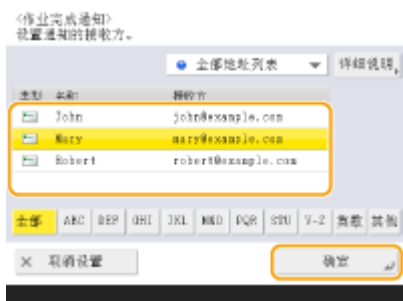 <作业完成通知>
设置通知的接收方。
全部地址列表 详细说明
类型 名称 接收方
John john@example.com
Mary mary@example.com
Robert robert@example.com
全部 ABC DEF GHI JKL MNO PQR STU V-Z 英数 其他
× 取消设置 确定